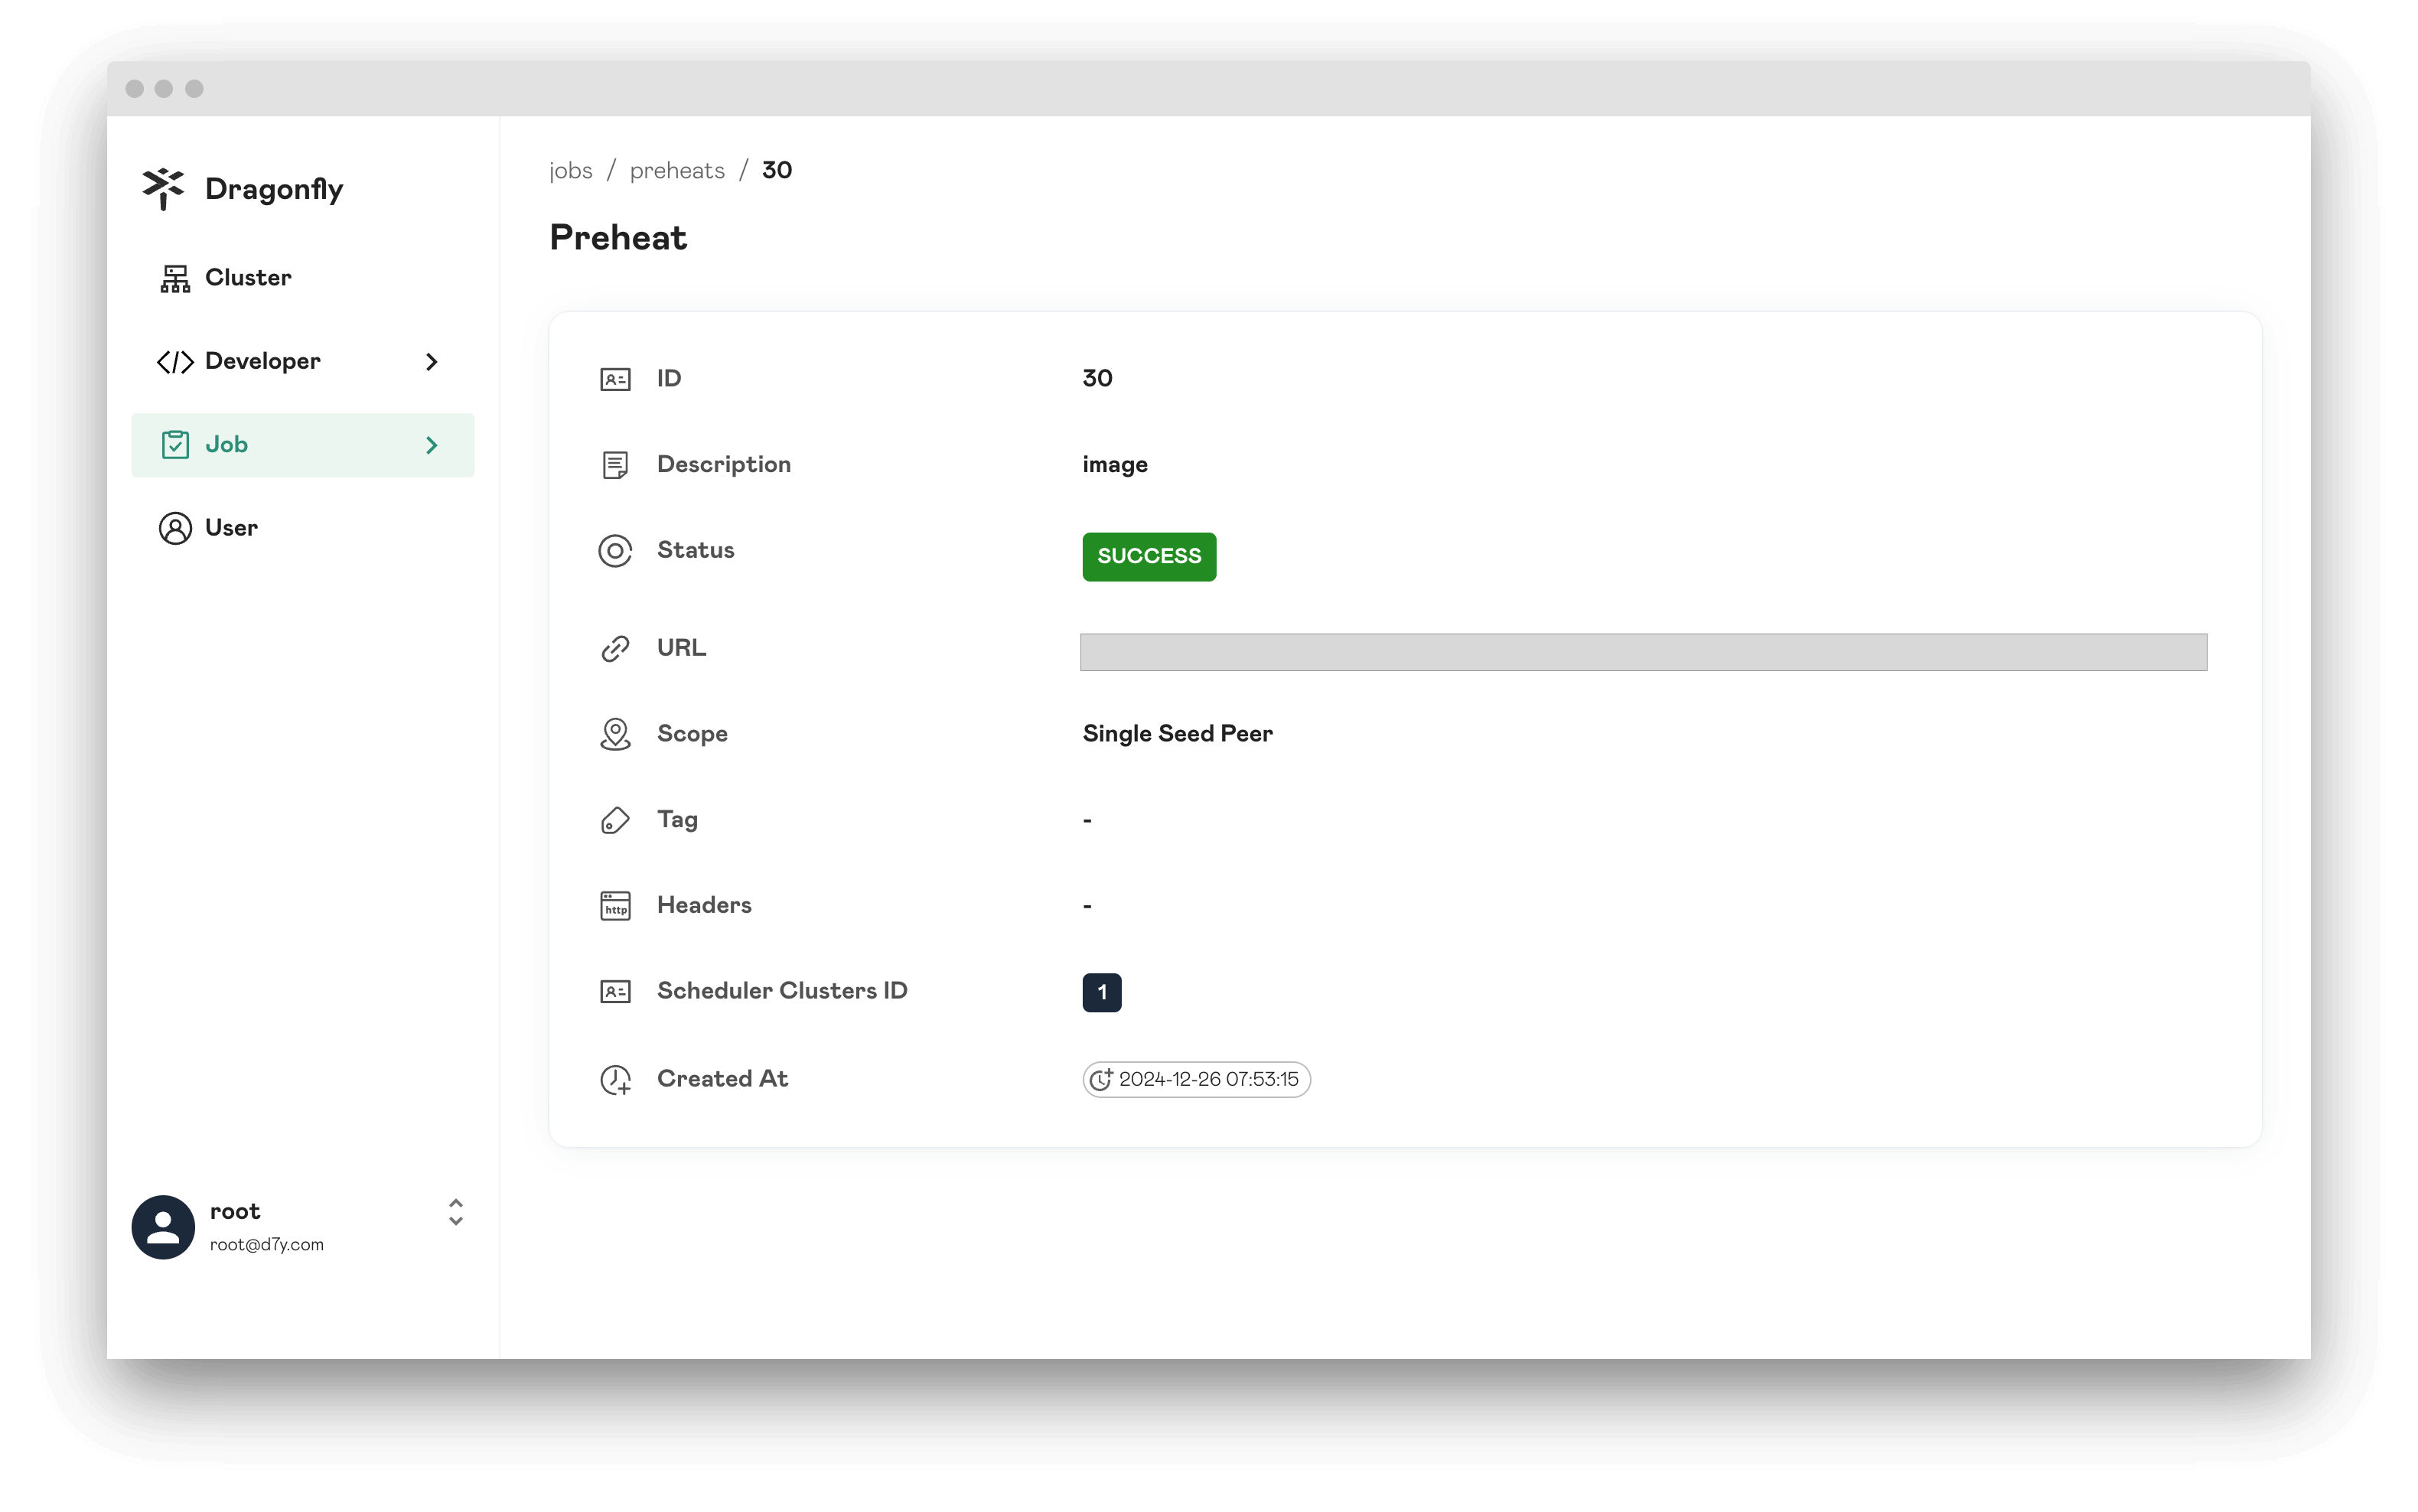 Dragonfly
Cluster
Developer
Job
User
root
root@d7y.com
jobs / preheats / 30
Preheat
ID 30
Description image
Status SUCCESS
URL
Scope Single Seed Peer
Tag -
http Headers -
Scheduler Clusters ID 1
Created At 2024-12-26 07:53:15